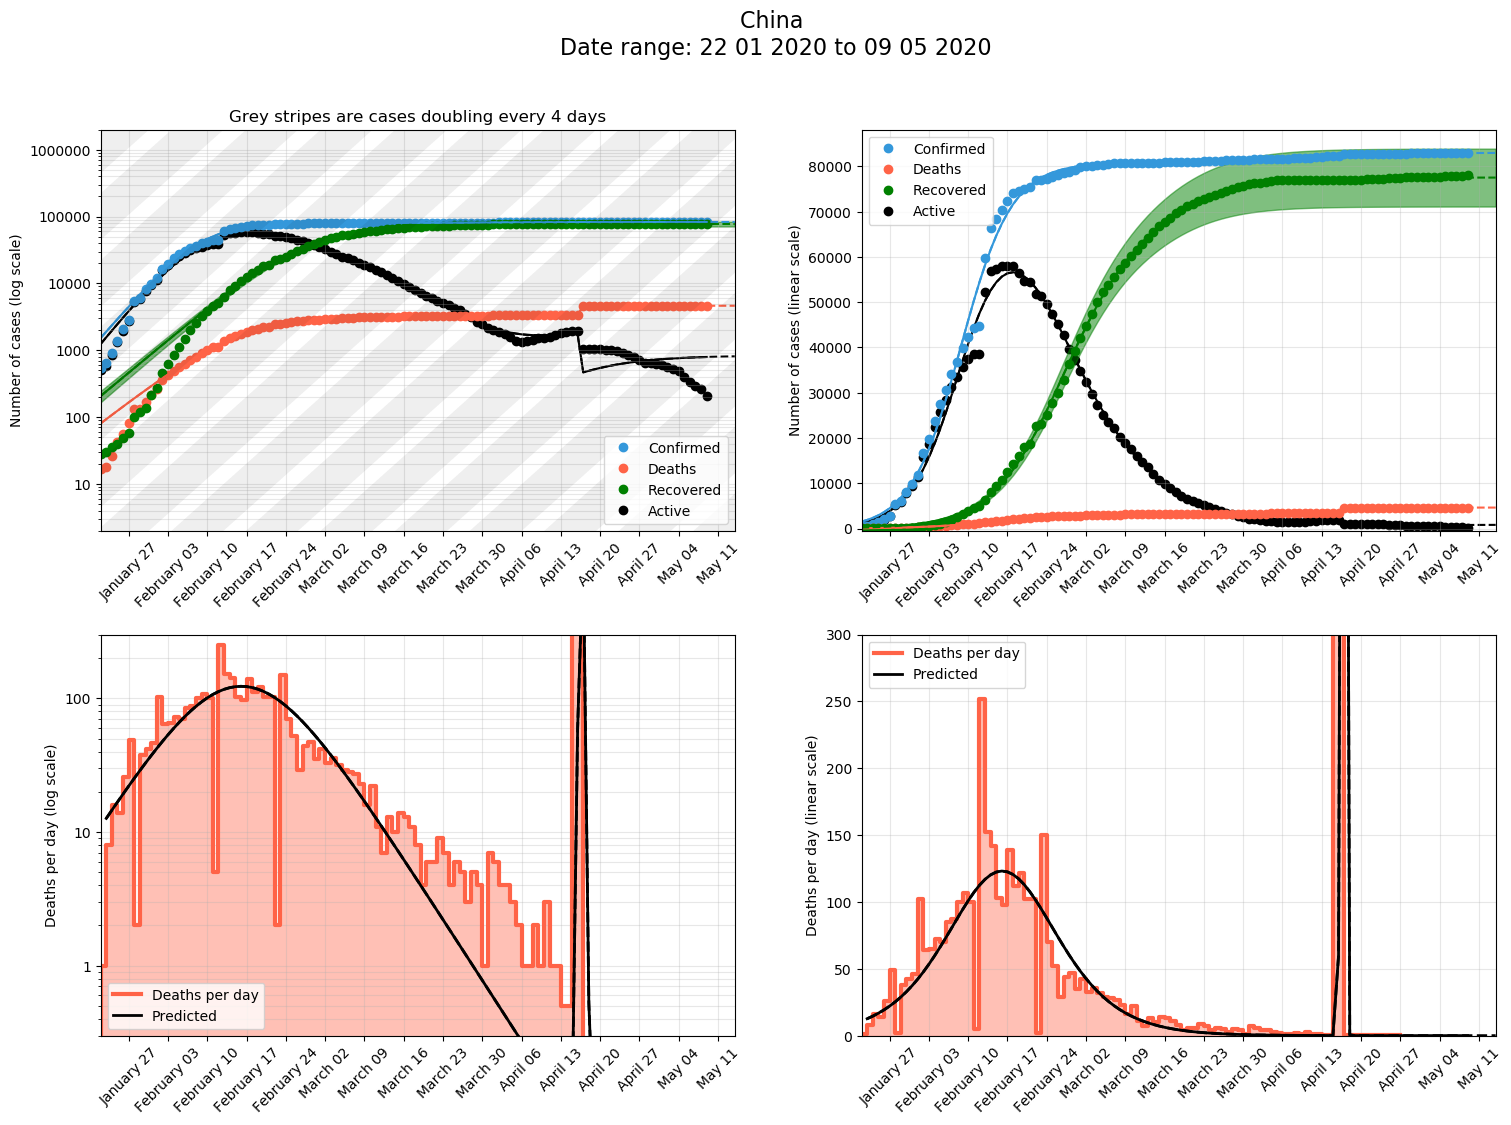 China
Date range: 22 01 2020 to 09 05 2020
Grey stripes are cases doubling every 4 days
Number of cases (log scale)
1000000
100000
10000
1000
100
10
Confirmed
Deaths
Recovered
Active
January 27
February 03
February 10
February 17
February 24
March 02
March 09
March 16
March 23
March 30
April 06
April 13
April 20
April 27
May 04
May 11
Number of cases (linear scale)
80000
70000
60000
50000
40000
30000
20000
10000
0
Confirmed
Deaths
Recovered
Active
January 27
February 03
February 10
February 17
February 24
March 02
March 09
March 16
March 23
March 30
April 06
April 13
April 20
April 27
May 04
May 11
Deaths per day (log scale)
100
10
1
Deaths per day
Predicted
January 27
February 03
February 10
February 17
February 24
March 02
March 09
March 16
March 23
March 30
April 06
April 13
April 20
April 27
May 04
May 11
Deaths per day (linear scale)
300
250
200
150
100
50
0
Deaths per day
Predicted
January 27
February 03
February 10
February 17
February 24
March 02
March 09
March 16
March 23
March 30
April 06
April 13
April 20
April 27
May 04
May 11